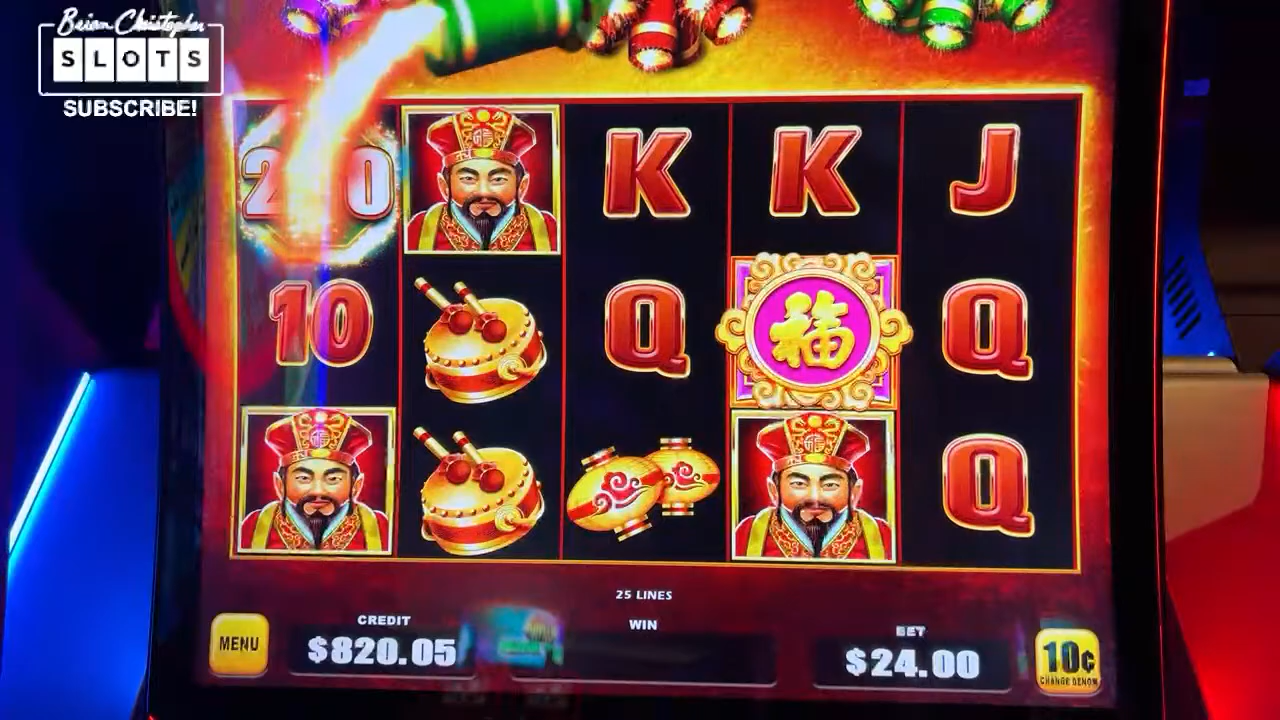 Brian Christopher
SLOTS
SUBSCRIBE!
K K J
10 Q 福 Q
Q
25 LINES
WIN
MENU
CREDIT
$820.05
BET
$24.00
10¢
CHANGE DENOM